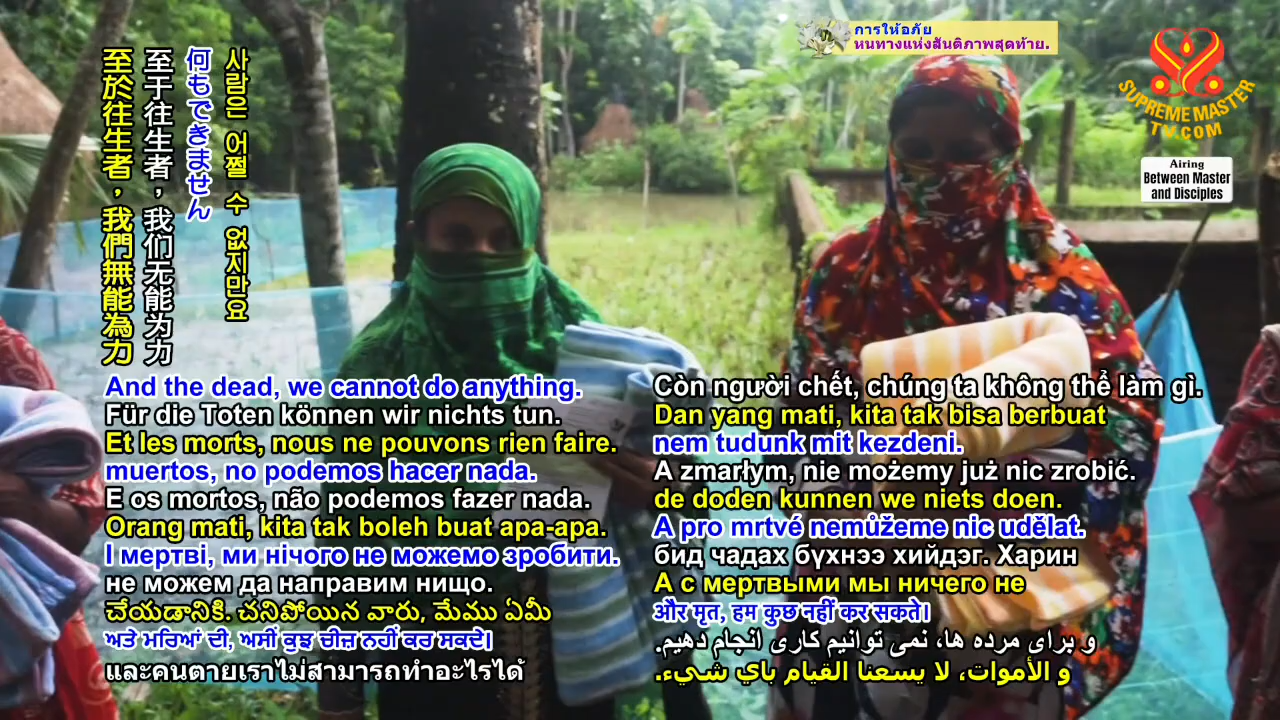 การให้อภัย
หนทางแห่งสันติภาพสุดท้าย.
SUPREME MASTER
TV.COM
Airing
Between Master
and Disciples
至於往生者，我們無能為力
至于往生者，我们无能为力
何もできません
사람은 어쩔 수 없지만요
And the dead, we cannot do anything.
Für die Toten können wir nichts tun.
Et les morts, nous ne pouvons rien faire.
muertos, no podemos hacer nada.
E os mortos, não podemos fazer nada.
Orang mati, kita tak boleh buat apa-apa.
І мертві, ми нічого не можемо зробити.
не можем да направим нищо.
చేయడానికి. చనిపోయిన వారు, మేము ఏమీ
ਅਤੇ ਮਰਿਆਂ ਦੀ, ਅਸੀਂ ਕੁਝ ਚੀਜ਼ ਨਹੀਂ ਕਰ ਸਕਦੇ।
และคนตายเราไม่สามารถทำอะไรได้
Còn người chết, chúng ta không thể làm gì.
Dan yang mati, kita tak bisa berbuat
nem tudunk mit kezdeni.
A zmarłym, nie możemy już nic zrobić.
de doden kunnen we niets doen.
A pro mrtvé nemůžeme nic udělat.
бид чадах бүхнээ хийдэг. Харин
А с мертвыми мы ничего не
और मृत, हम कुछ नहीं कर सकते।
و برای مرده ها، نمی توانیم کاری انجام دهیم.
و الأموات، لا يسعنا القيام باي شيء.